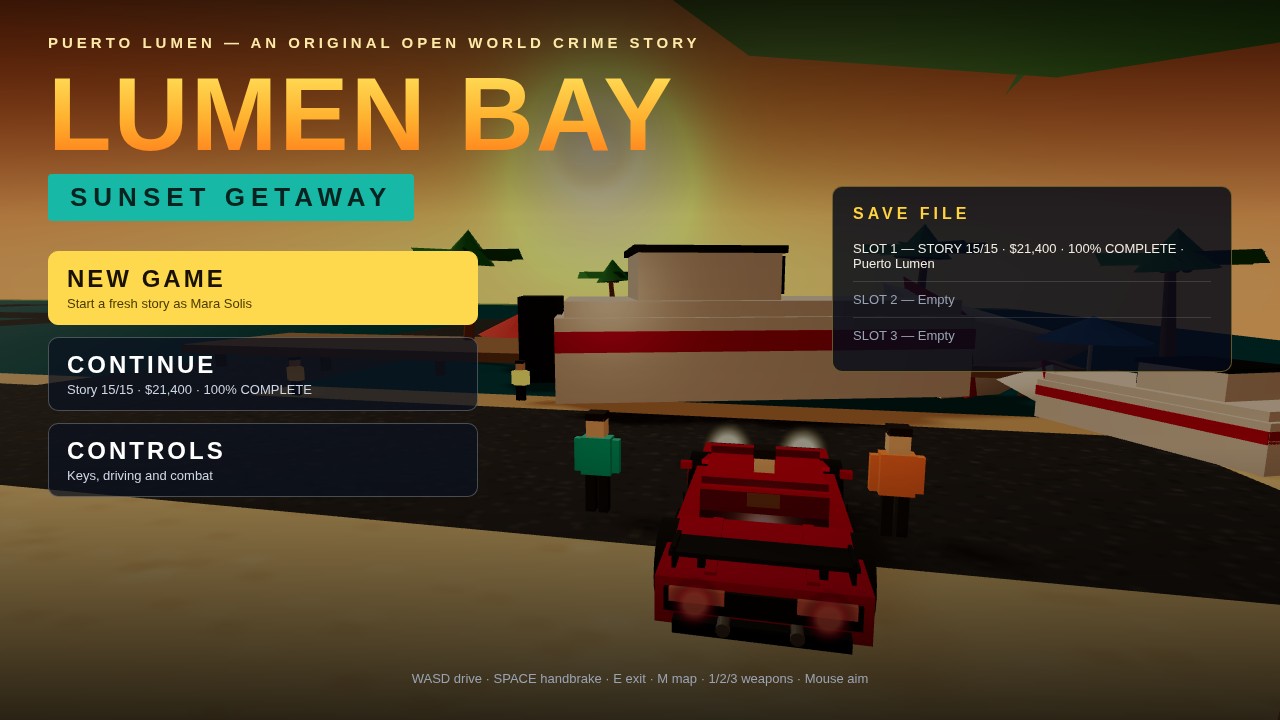 PUERTO LUMEN — AN ORIGINAL OPEN WORLD CRIME STORY
LUMEN BAY
SUNSET GETAWAY
NEW GAME
Start a fresh story as Mara Solis
CONTINUE
Story 15/15 · $21,400 · 100% COMPLETE
CONTROLS
Keys, driving and combat
SAVE FILE
SLOT 1 — STORY 15/15 · $21,400 · 100% COMPLETE ·
Puerto Lumen
SLOT 2 — Empty
SLOT 3 — Empty
WASD drive · SPACE handbrake · E exit · M map · 1/2/3 weapons · Mouse aim